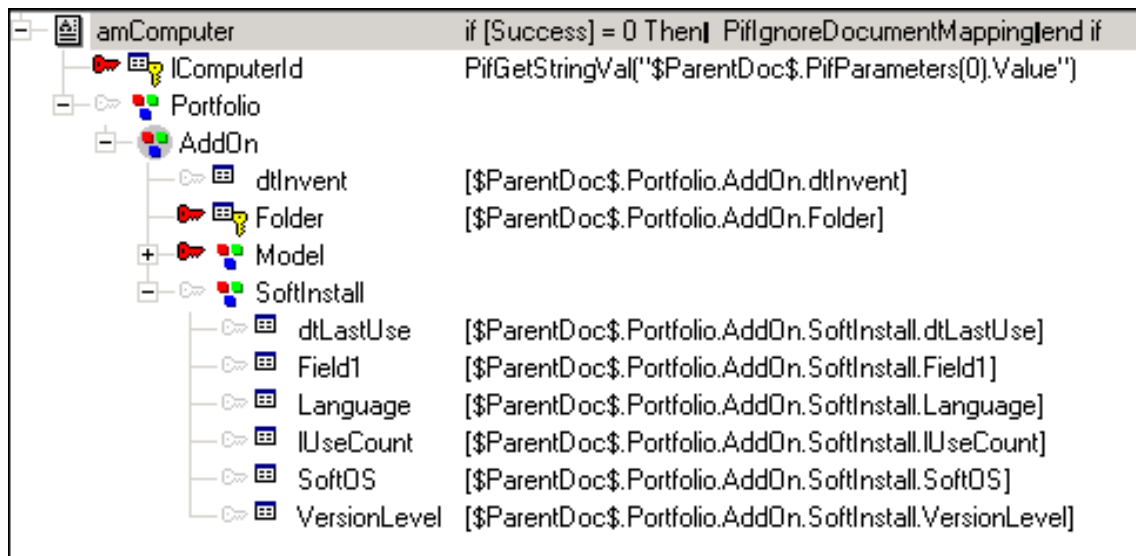 amComputer if [Success] = 0 Then| PifIgnoreDocumentMapping|end if
lComputerId PifGetStringVal("$ParentDoc$.PifParameters(0).Value")
Portfolio
AddOn
dtInvent [$ParentDoc$.Portfolio.AddOn.dtInvent]
Folder [$ParentDoc$.Portfolio.AddOn.Folder]
Model
SoftInstall
dtLastUse [$ParentDoc$.Portfolio.AddOn.SoftInstall.dtLastUse]
Field1 [$ParentDoc$.Portfolio.AddOn.SoftInstall.Field1]
Language [$ParentDoc$.Portfolio.AddOn.SoftInstall.Language]
lUseCount [$ParentDoc$.Portfolio.AddOn.SoftInstall.lUseCount]
SoftOS [$ParentDoc$.Portfolio.AddOn.SoftInstall.SoftOS]
VersionLevel [$ParentDoc$.Portfolio.AddOn.SoftInstall.VersionLevel]